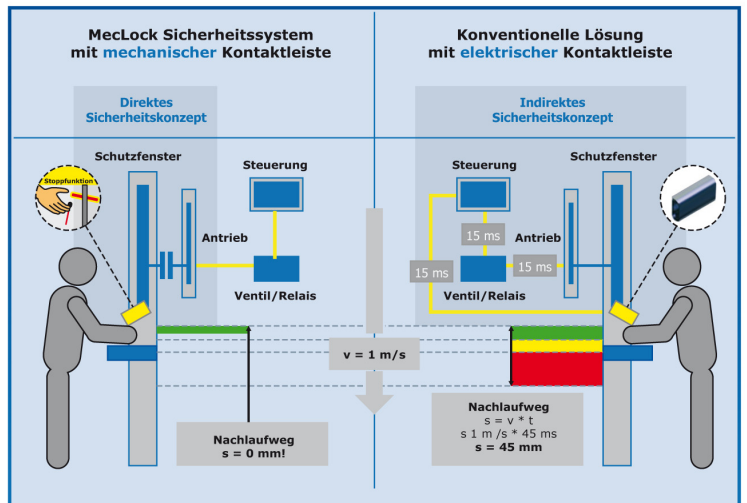 MecLock Sicherheitssystem
mit mechanischer Kontaktleiste
Konventionelle Lösung
mit elektrischer Kontaktleiste
Direktes
Sicherheitskonzept
Indirektes
Sicherheitskonzept
Schutzfenster
Steuerung
Stoppfunktion
Antrieb
Ventil/Relais
Steuerung
Schutzfenster
15 ms
Antrieb
15 ms
15 ms
Ventil/Relais
v = 1 m/s
Nachlaufweg
s = 0 mm!
Nachlaufweg
s = v * t
s 1 m /s * 45 ms
s = 45 mm